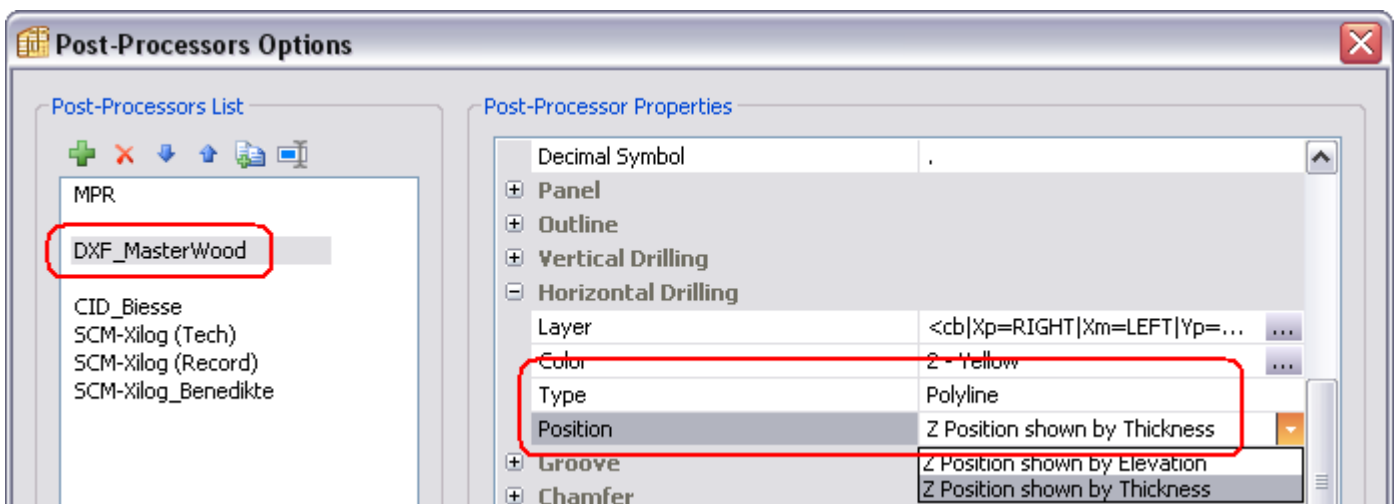 Post-Processors Options
Post-Processors List
MPR
DXF_MasterWood
CID_Biesse
SCM-Xilog (Tech)
SCM-Xilog (Record)
SCM-Xilog_Benedikte
Post-Processor Properties
Decimal Symbol .
Panel
Outline
Vertical Drilling
Horizontal Drilling
Layer <cb|Xp=RIGHT|Xm=LEFT|Yp=... ...
Color 2 - Yellow ...
Type Polyline
Position Z Position shown by Thickness
Groove Z Position shown by Elevation
Chamfer Z Position shown by Thickness